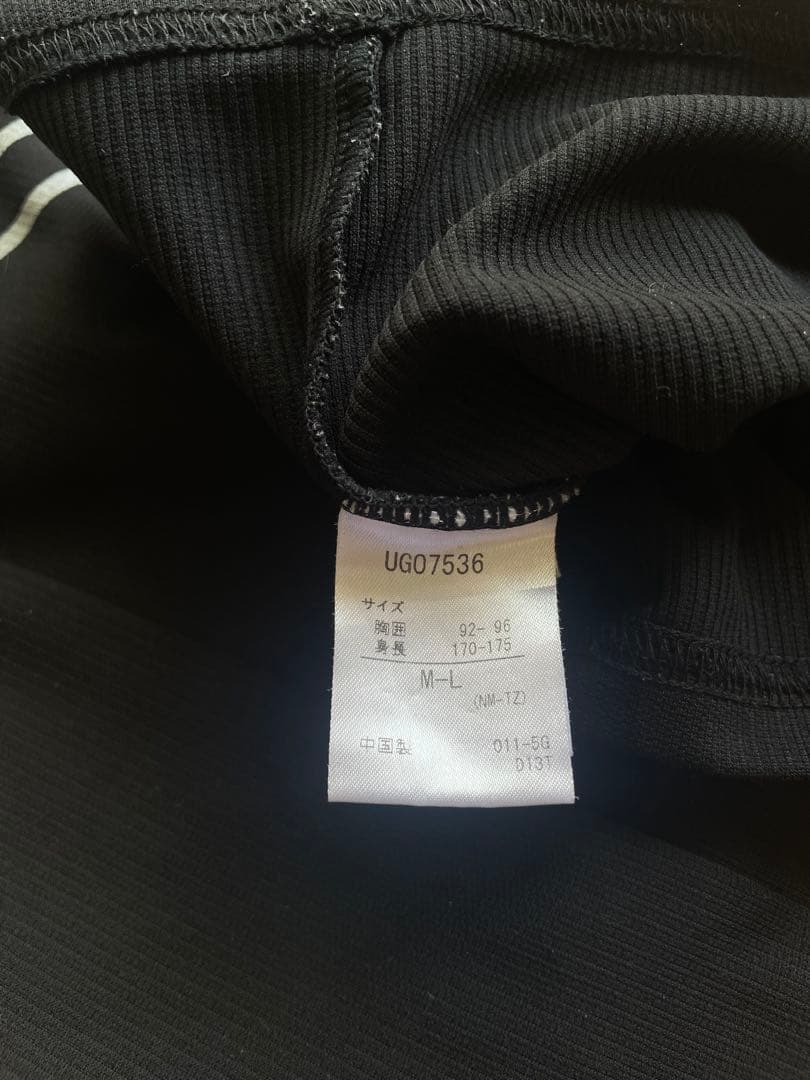 UG07536
サイズ
胸囲 92-96
身長 170-175
M-L
(NM-TZ)
中国製 011-5G
D13T